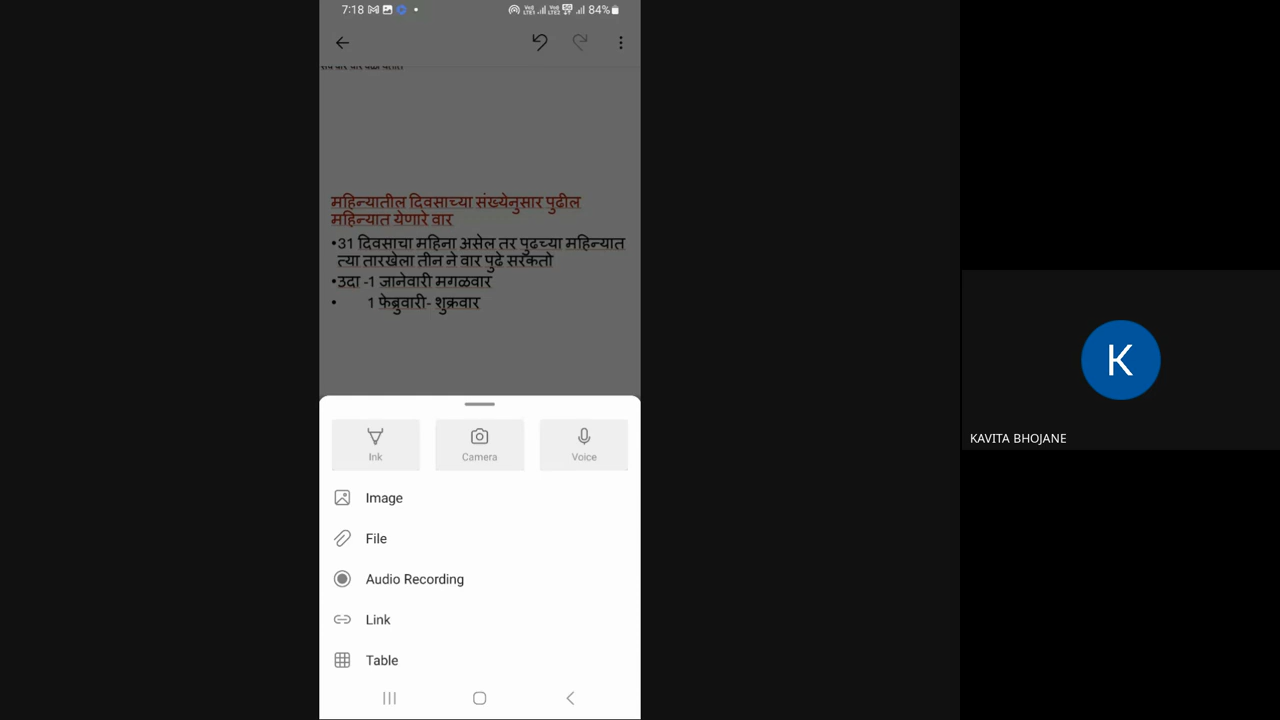 7:18
84%
महिन्यातील दिवसाच्या संख्येनुसार पुढील
महिन्यात येणारे वार
•31 दिवसाचा महिना असेल तर पुढच्या महिन्यात
त्या तारखेला तीन ने वार पुढे सरकतो
•उदा -1 जानेवारी मगळवार
• 1 फेब्रुवारी- शुक्रवार
Ink
Camera
Voice
Image
File
Audio Recording
Link
Table
K
KAVITA BHOJANE